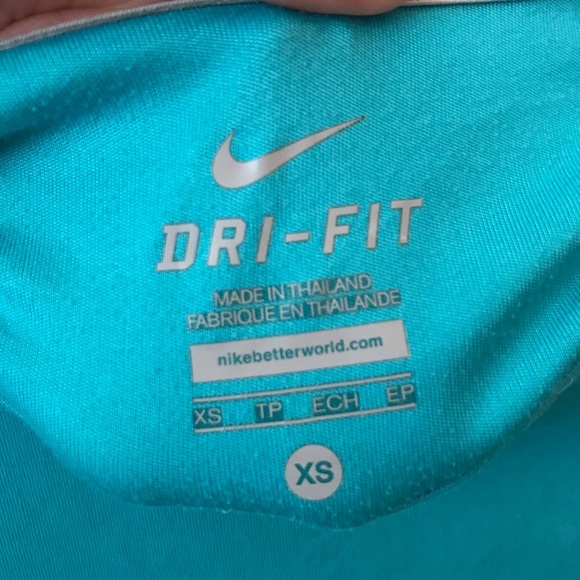 DRI-FIT
MADE IN THAILAND
FABRIQUE EN THAILANDE
nikebetterworld.com
XS TP ECH EP
XS